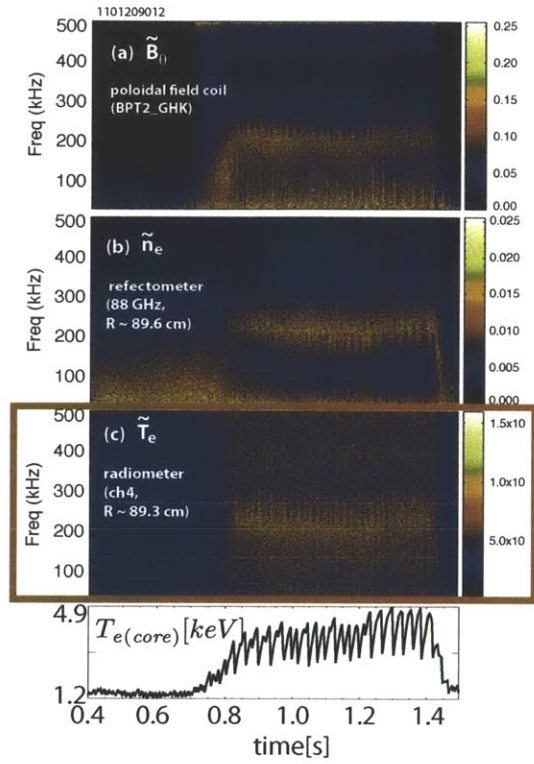 1101209012
500
400
300
200
100
Freq (kHz)
(a) B̃θ
poloidal field coil
(BPT2_GHK)
0.25
0.20
0.15
0.10
0.05
0.00
500
400
300
200
100
Freq (kHz)
(b) ñe
refectometer
(88 GHz,
R ~ 89.6 cm)
0.025
0.020
0.015
0.010
0.005
0.000
500
400
300
200
100
Freq (kHz)
(c) T̃e
radiometer
(ch4,
R ~ 89.3 cm)
1.5x10
1.0x10
5.0x10
4.9
1.2
Te(core)[keV]
0.4 0.6 0.8 1.0 1.2 1.4
time[s]